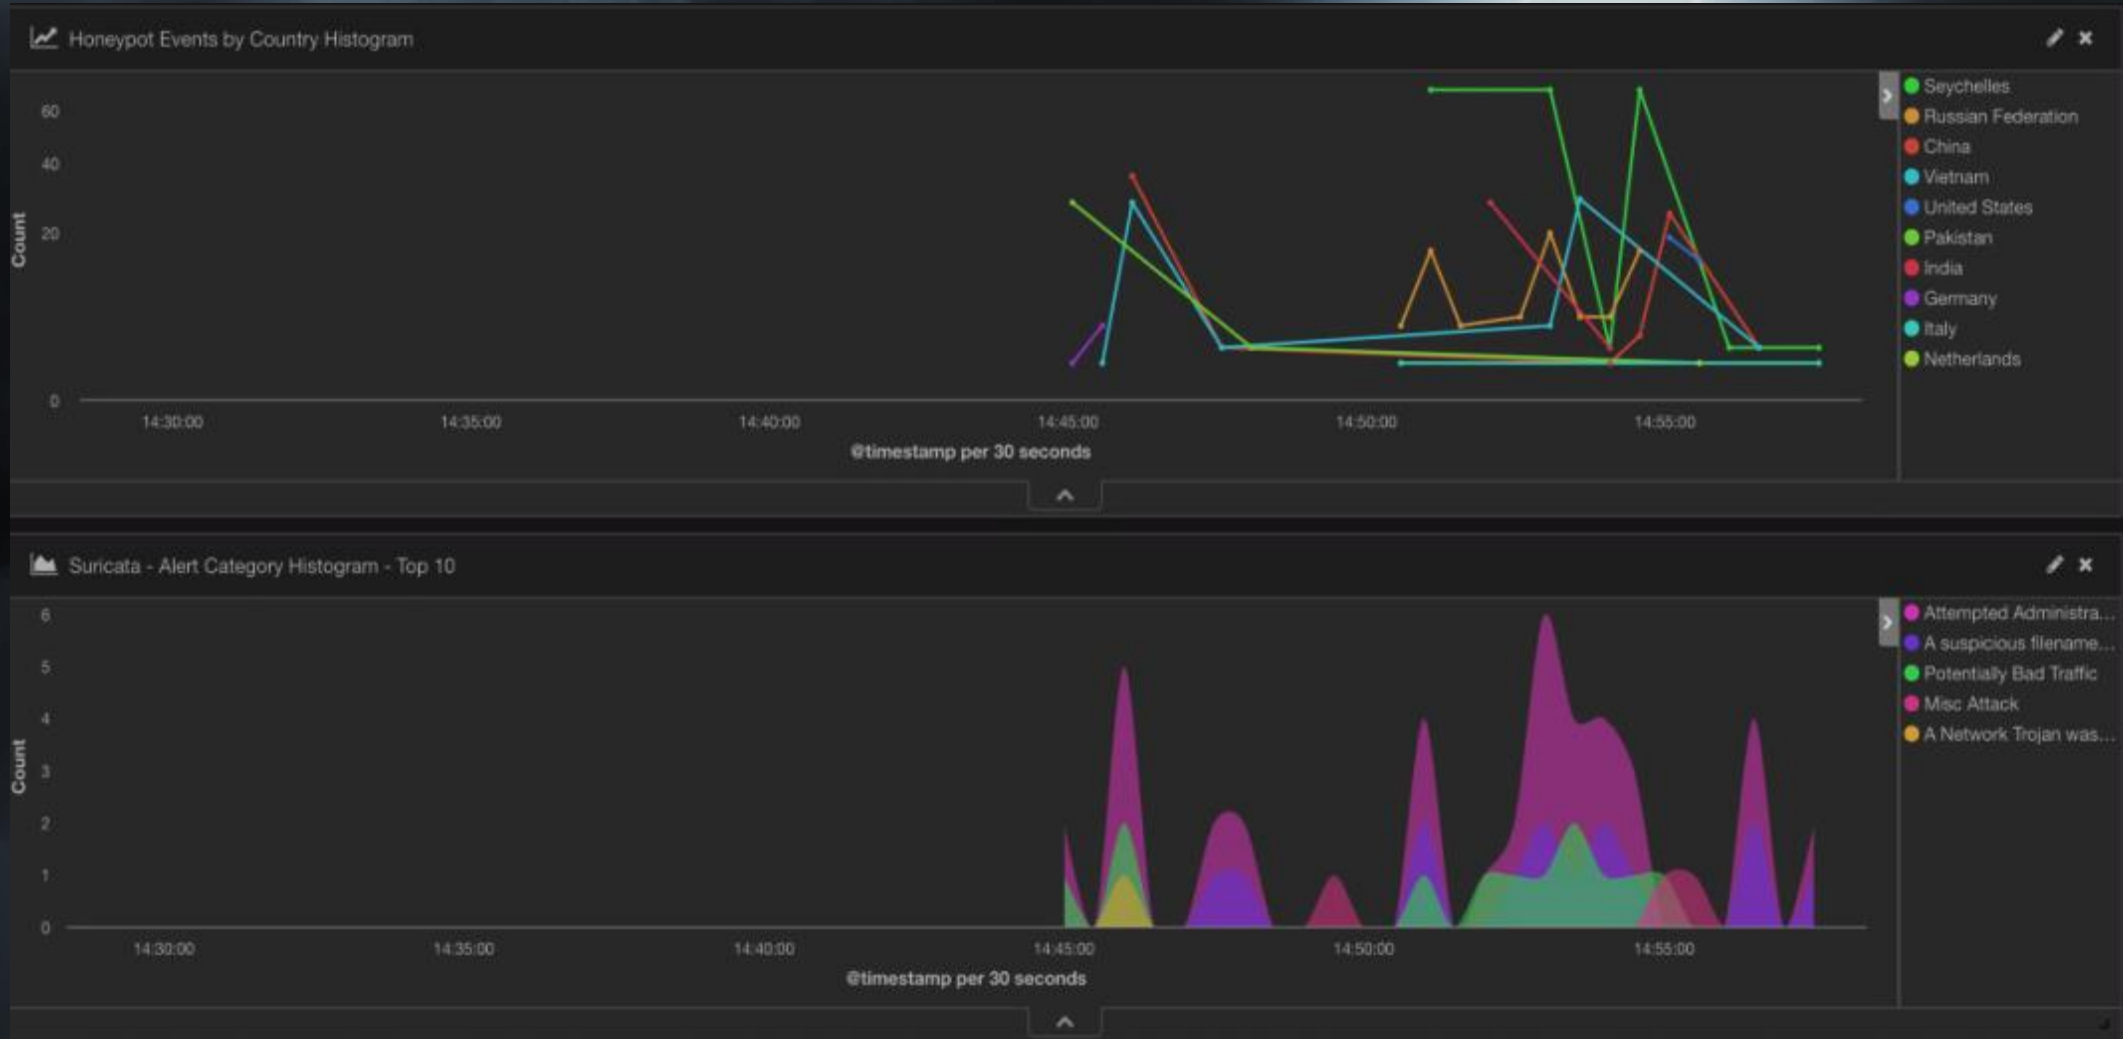 Honeypot Events by Country Histogram
60
40
20
0
Count
14:30:00 14:35:00 14:40:00 14:45:00 14:50:00 14:55:00
@timestamp per 30 seconds
Seychelles
Russian Federation
China
Vietnam
United States
Pakistan
India
Germany
Italy
Netherlands
Suricata - Alert Category Histogram - Top 10
6
5
4
3
2
1
0
Count
14:30:00 14:35:00 14:40:00 14:45:00 14:50:00 14:55:00
@timestamp per 30 seconds
Attempted Administra...
A suspicious filename...
Potentially Bad Traffic
Misc Attack
A Network Trojan was...